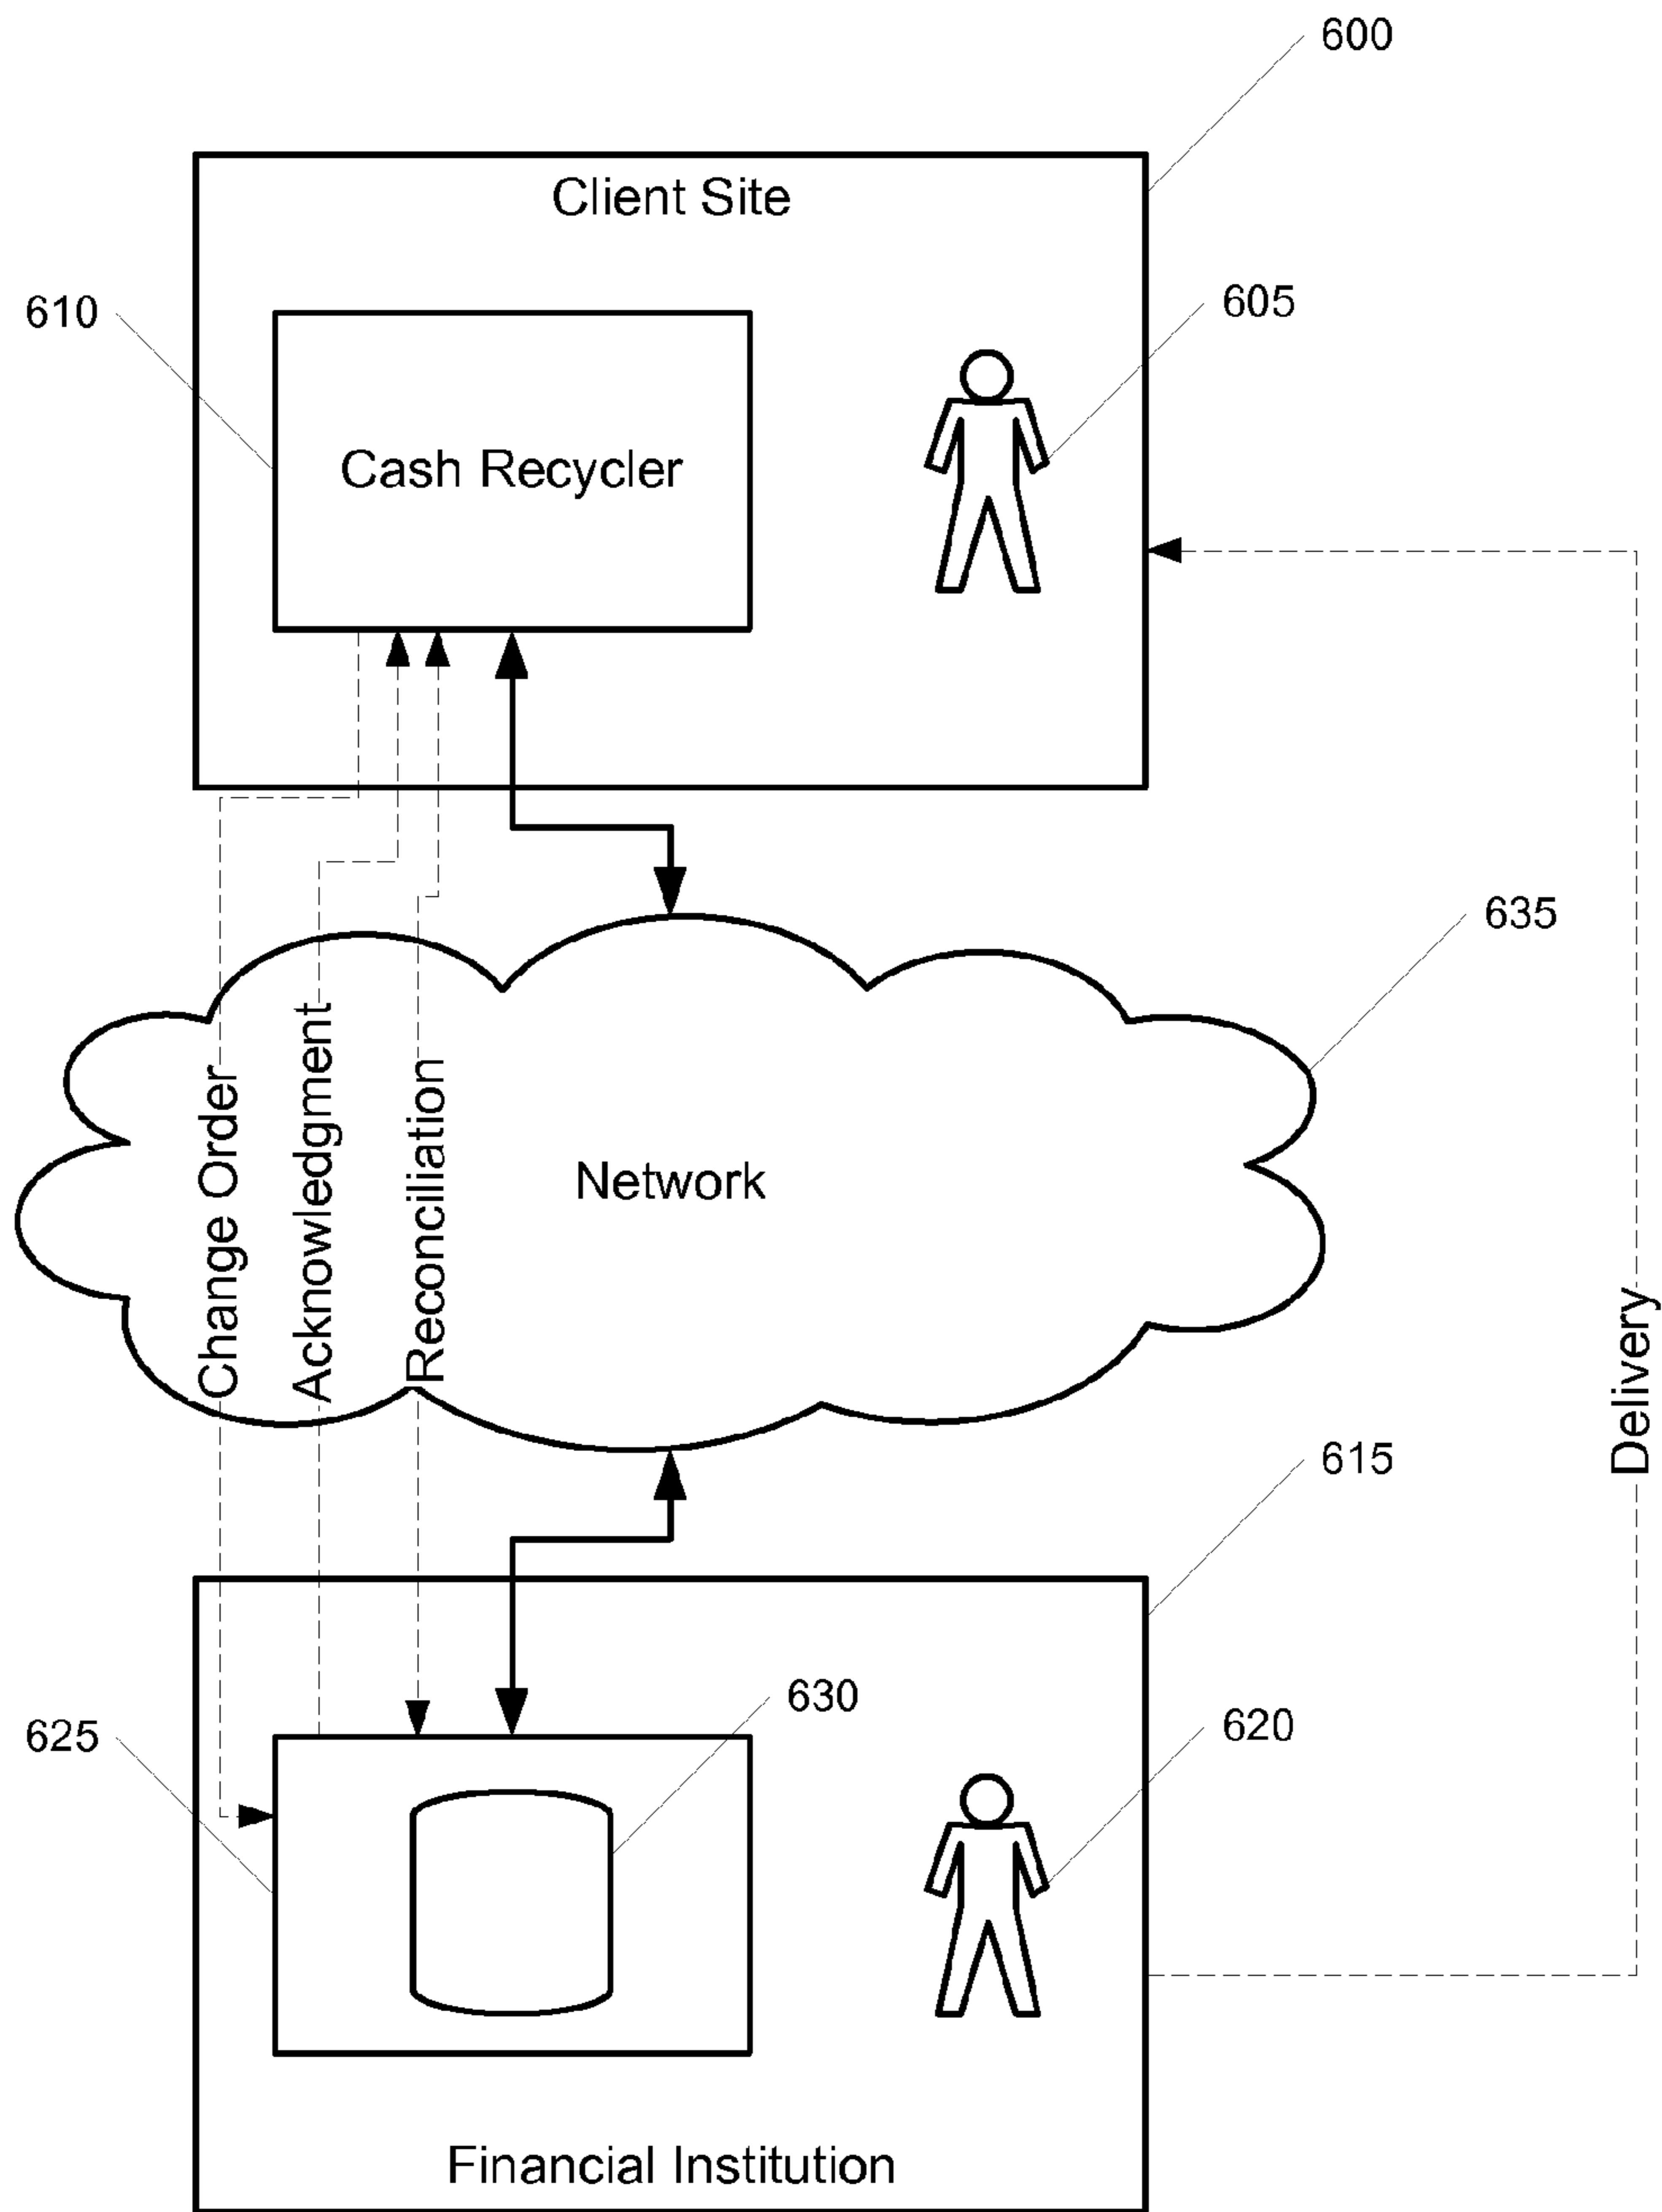 600
Client Site
610
605
Cash Recycler
635
Change Order
Acknowledgment
Reconciliation
Network
Delivery
615
630
625
620
Financial Institution